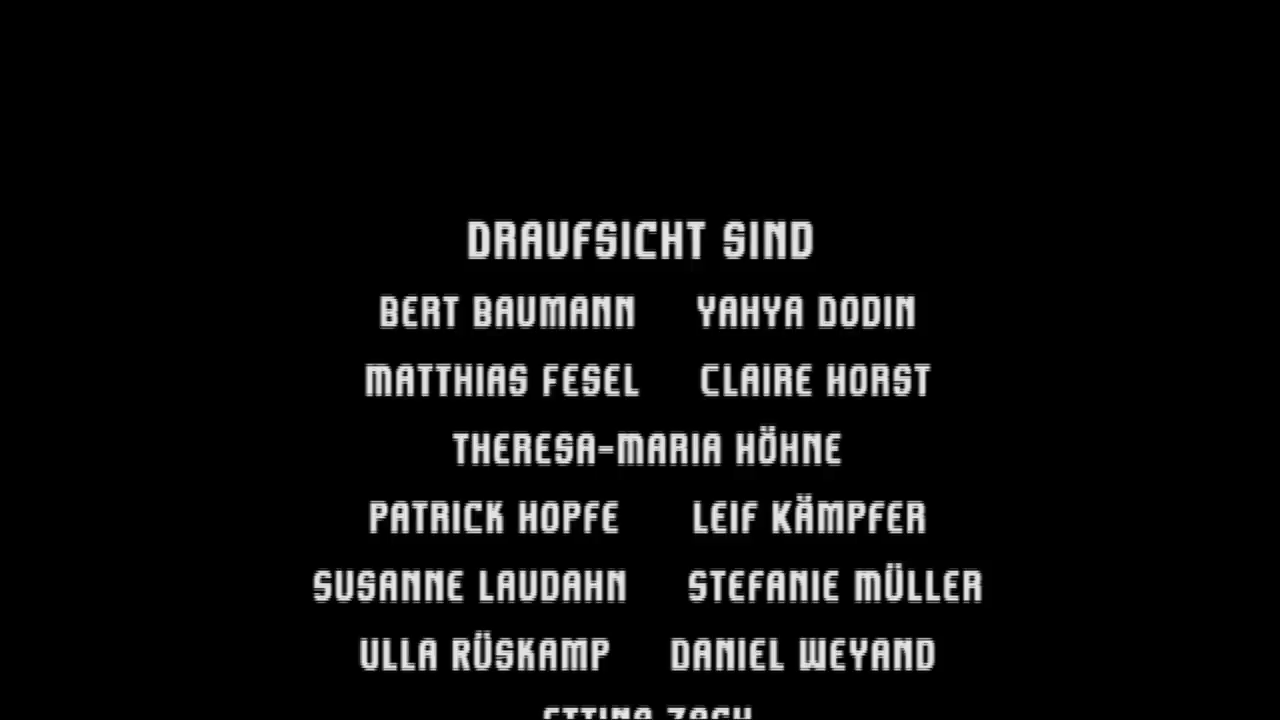 DRAUFSICHT SIND
BERT BAUMANN YAHYA DODIN
MATTHIAS FESEL CLAIRE HORST
THERESA-MARIA HÖHNE
PATRICK HOPFE LEIF KÄMPFER
SUSANNE LAUDAHN STEFANIE MÜLLER
ULLA RÜSKAMP DANIEL WEYAND